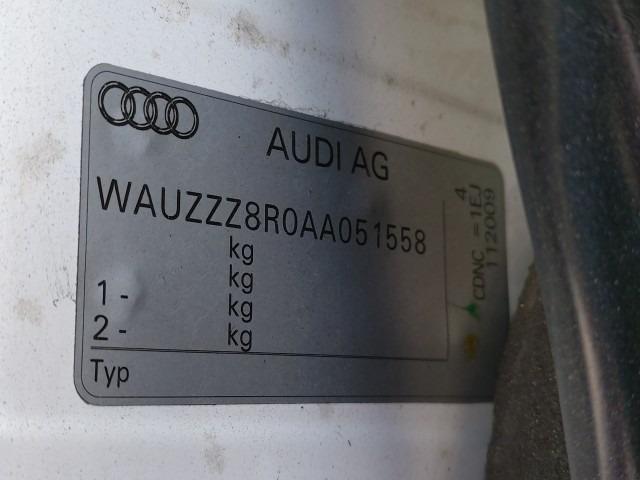 AUDI AG
WAUZZZ8R0AA051558
kg
kg
1 - kg
2 - kg
Typ
4
CDNC =1EJ
112009